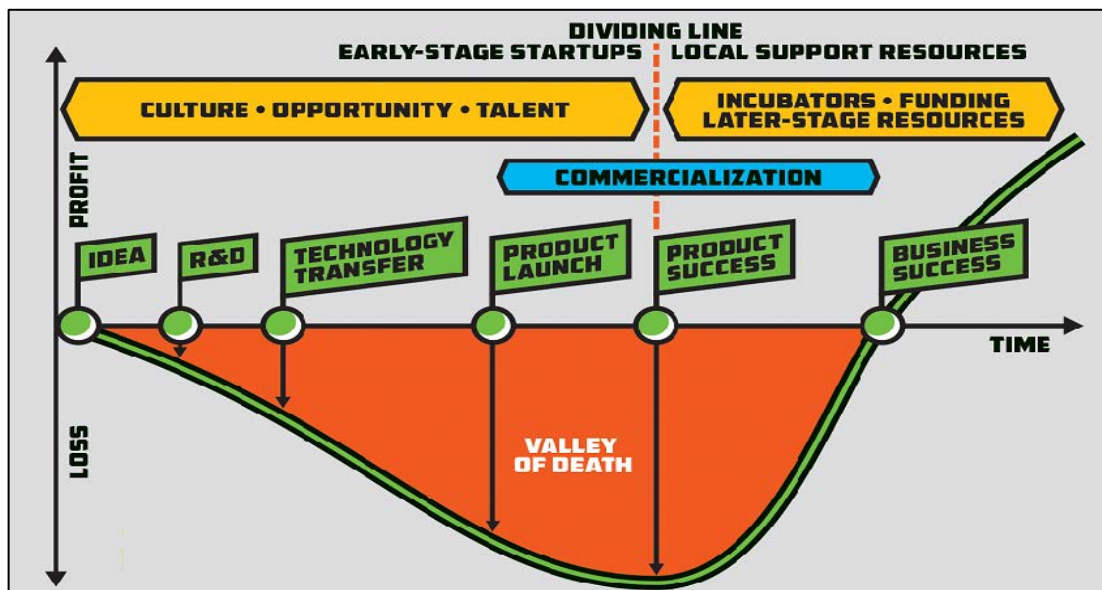 DIVIDING LINE
EARLY-STAGE STARTUPS LOCAL SUPPORT RESOURCES
CULTURE • OPPORTUNITY • TALENT
INCUBATORS • FUNDING
LATER-STAGE RESOURCES
COMMERCIALIZATION
PROFIT
IDEA
R&D
TECHNOLOGY
TRANSFER
PRODUCT
LAUNCH
PRODUCT
SUCCESS
BUSINESS
SUCCESS
TIME
LOSS
VALLEY
OF DEATH